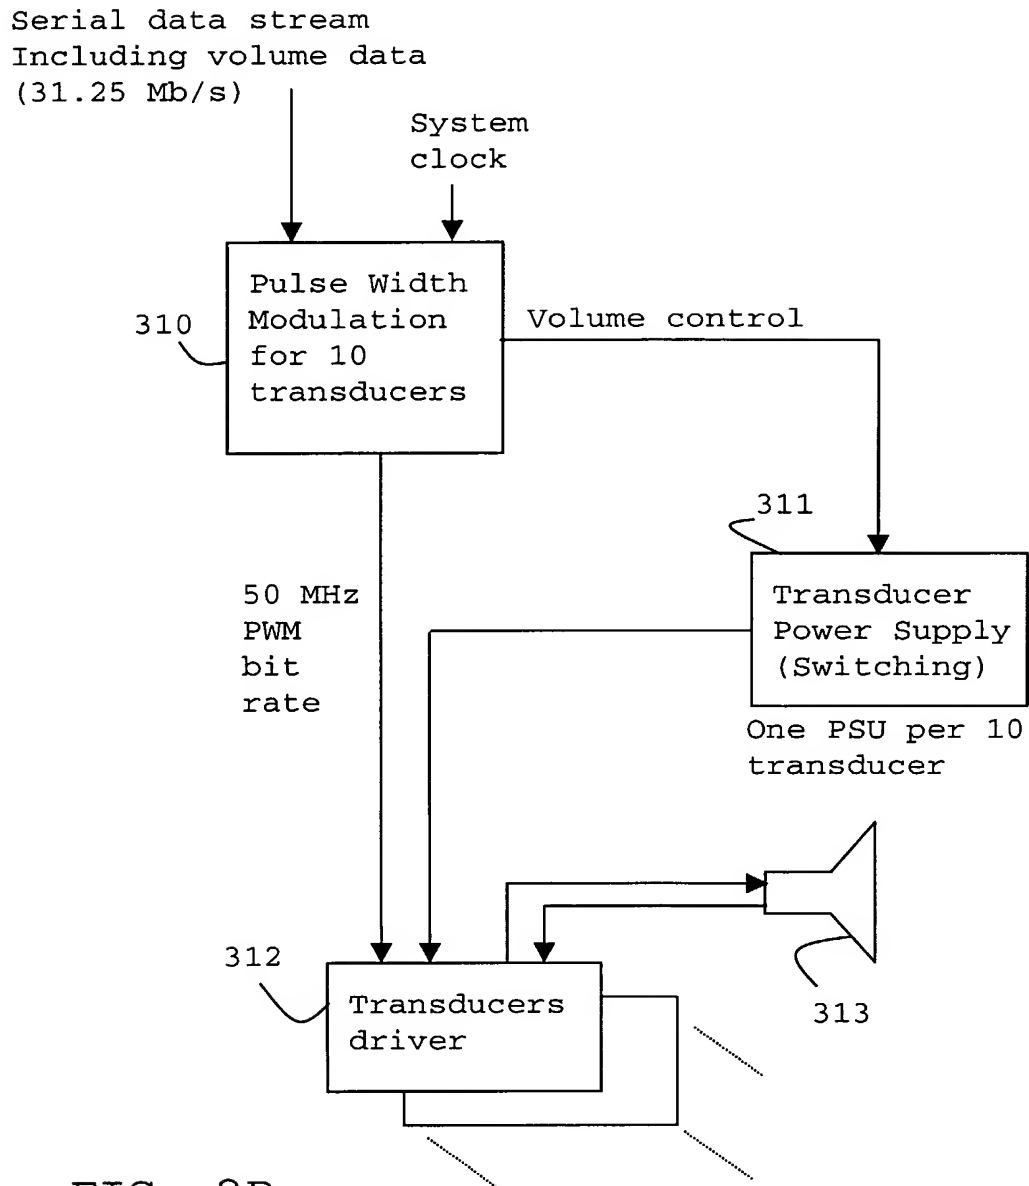 Serial data stream
Including volume data
(31.25 Mb/s)
System
clock
Pulse Width
Modulation
for 10
transducers
310
Volume control
311
50 MHz
PWM
bit
rate
Transducer
Power Supply
(Switching)
One PSU per 10
transducer
312
Transducers
driver
313